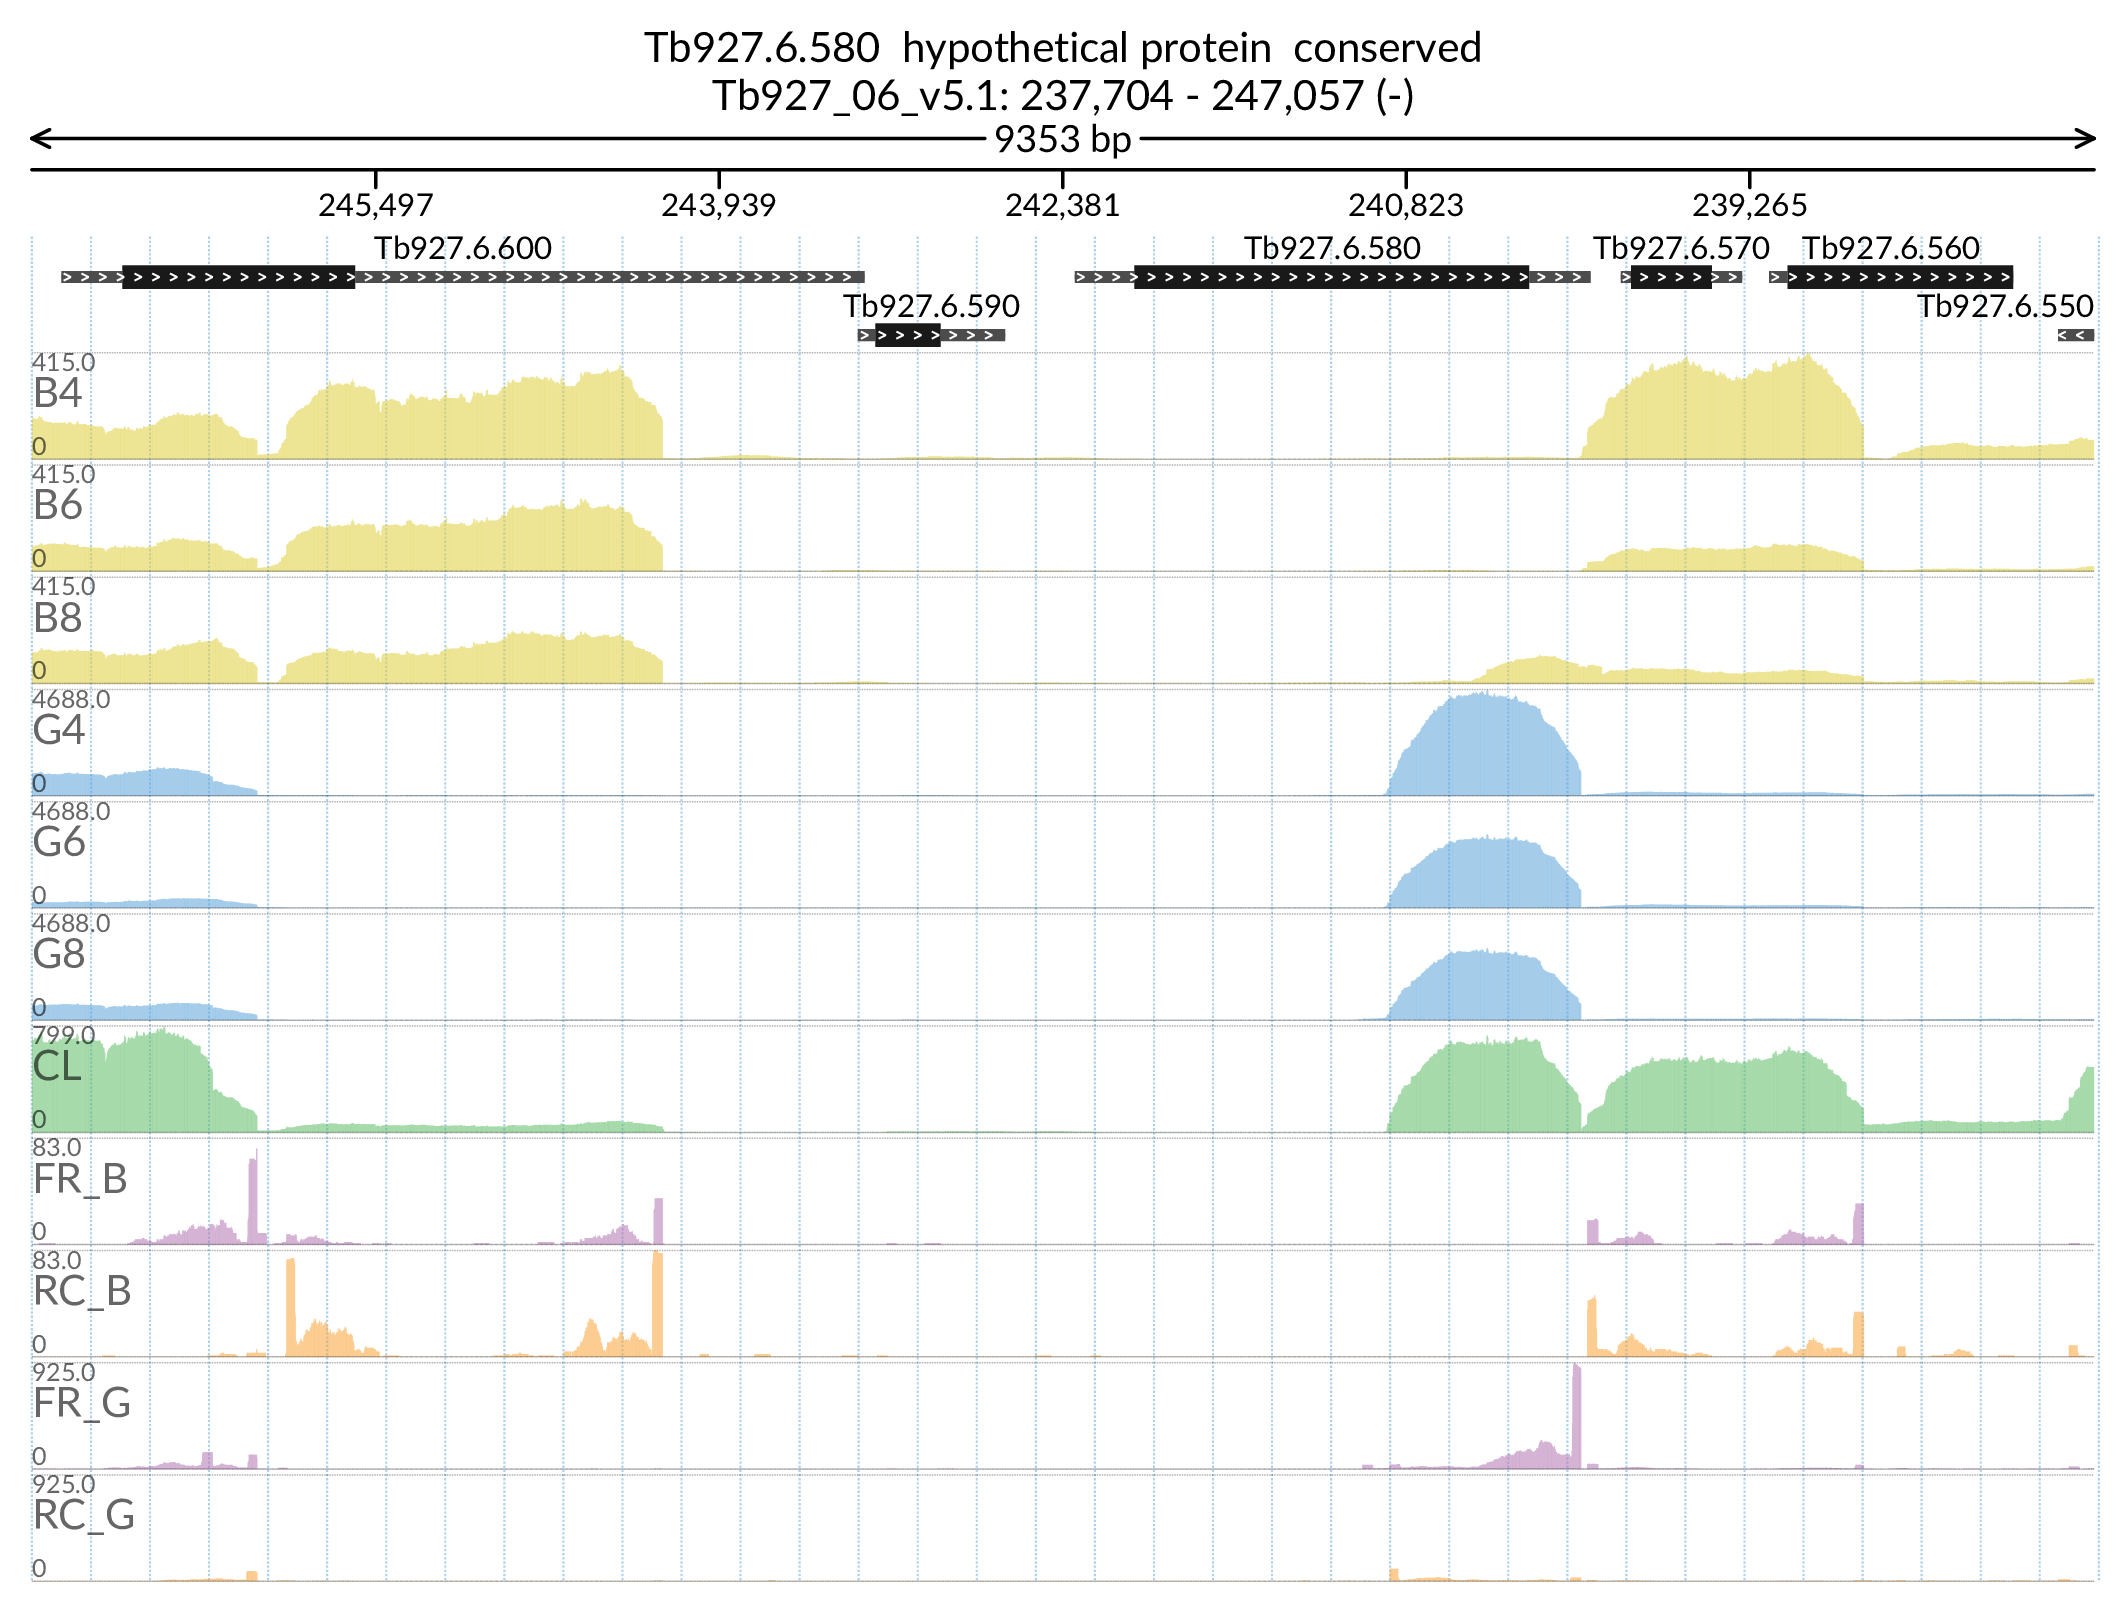 Tb927.6.580  hypothetical protein  conserved
Tb927_06_v5.1: 237,704 - 247,057 (-)
9353 bp
245,497 243,939 242,381 240,823 239,265
Tb927.6.600 Tb927.6.580 Tb927.6.570 Tb927.6.560
Tb927.6.590 Tb927.6.550
415.0
B4
0
415.0
B6
0
415.0
B8
0
4688.0
G4
0
4688.0
G6
0
4688.0
G8
0
799.0
CL
0
83.0
FR_B
0
83.0
RC_B
0
925.0
FR_G
0
925.0
RC_G
0